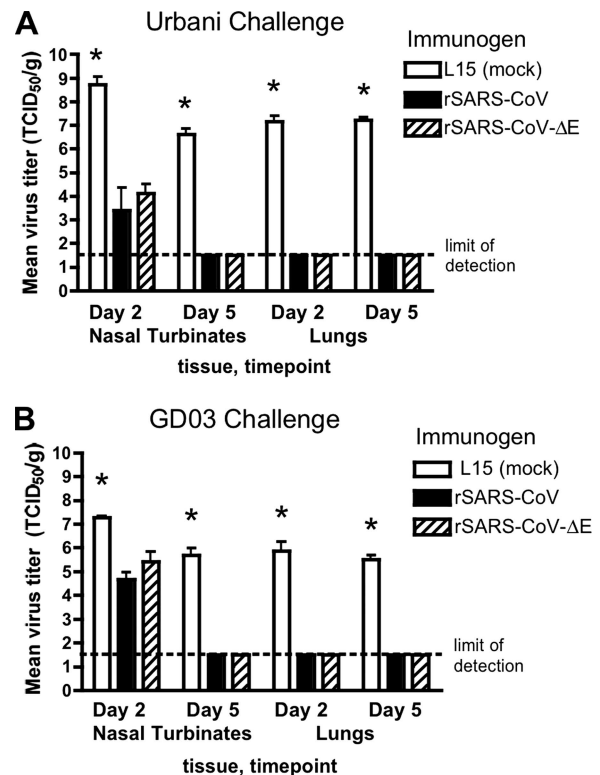 A
Urbani Challenge
Immunogen
L15 (mock)
rSARS-CoV
rSARS-CoV-ΔE
Mean virus titer (TCID50/g)
10
9
8
7
6
5
4
3
2
1
0
* * * *
limit of
detection
Day 2 Day 5 Day 2 Day 5
Nasal Turbinates Lungs
tissue, timepoint
B
GD03 Challenge
Immunogen
L15 (mock)
rSARS-CoV
rSARS-CoV-ΔE
Mean virus titer (TCID50/g)
10
9
8
7
6
5
4
3
2
1
0
* * * *
limit of
detection
Day 2 Day 5 Day 2 Day 5
Nasal Turbinates Lungs
tissue, timepoint